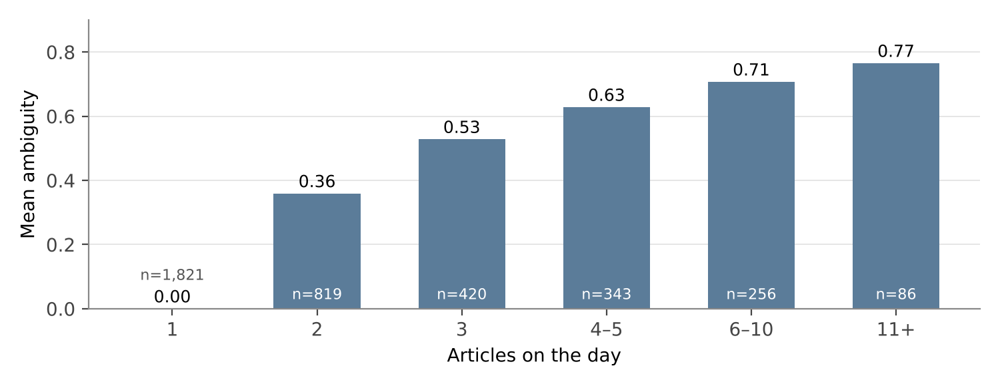 Mean ambiguity
0.8
0.6
0.4
0.2
0.0
n=1,821
0.00
0.36
n=819
0.53
n=420
0.63
n=343
0.71
n=256
0.77
n=86
1
2
3
4–5
6–10
11+
Articles on the day